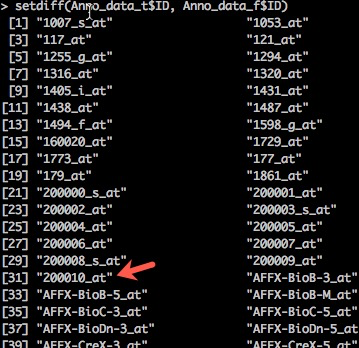 > setdiff(Anno_data_t$ID, Anno_data_f$ID)
[1] "1007_s_at" "1053_at"
[3] "117_at" "121_at"
[5] "1255_g_at" "1294_at"
[7] "1316_at" "1320_at"
[9] "1405_i_at" "1431_at"
[11] "1438_at" "1487_at"
[13] "1494_f_at" "1598_g_at"
[15] "160020_at" "1729_at"
[17] "1773_at" "177_at"
[19] "179_at" "1861_at"
[21] "200000_s_at" "200001_at"
[23] "200002_at" "200003_s_at"
[25] "200004_at" "200005_at"
[27] "200006_at" "200007_at"
[29] "200008_s_at" "200009_at"
[31] "200010_at" "AFFX-BioB-3_at"
[33] "AFFX-BioB-5_at" "AFFX-BioB-M_at"
[35] "AFFX-BioC-3_at" "AFFX-BioC-5_at"
[37] "AFFX-BioDn-3_at" "AFFX-BioDn-5_at
[39] "AFFX-CreX-3_at" "AFFX-CreX-5_at"